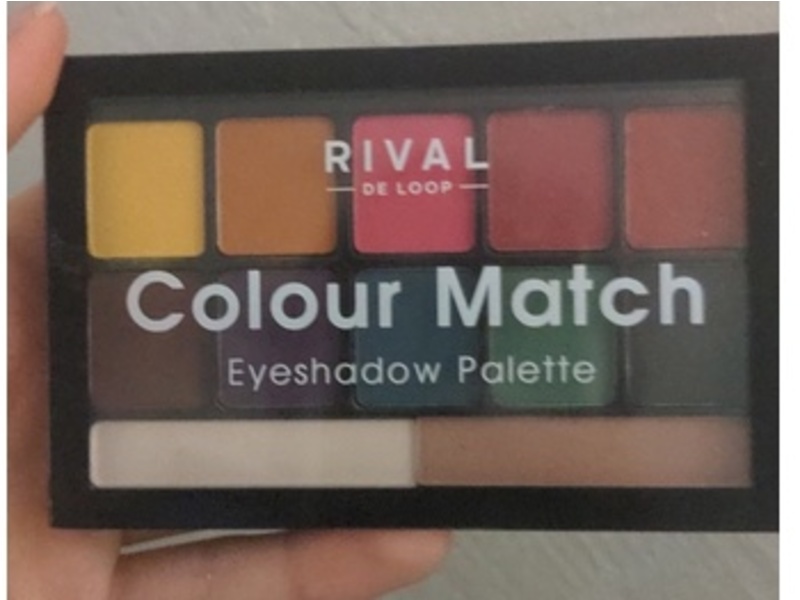 RIVAL
DE LOOP
Colour Match
Eyeshadow Palette